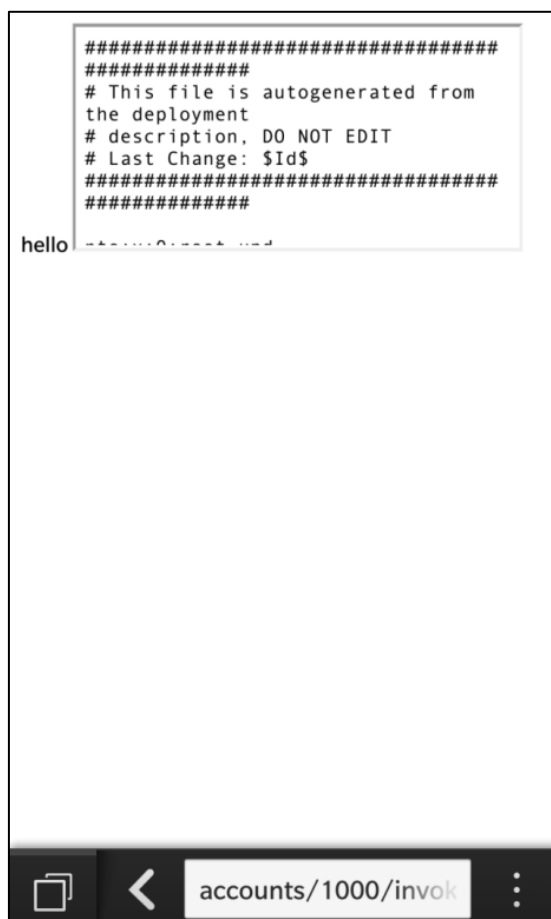 ###################################
##############
# This file is autogenerated from
the deployment
# description, DO NOT EDIT
# Last Change: $Id$
###################################
##############
hello
accounts/1000/invok